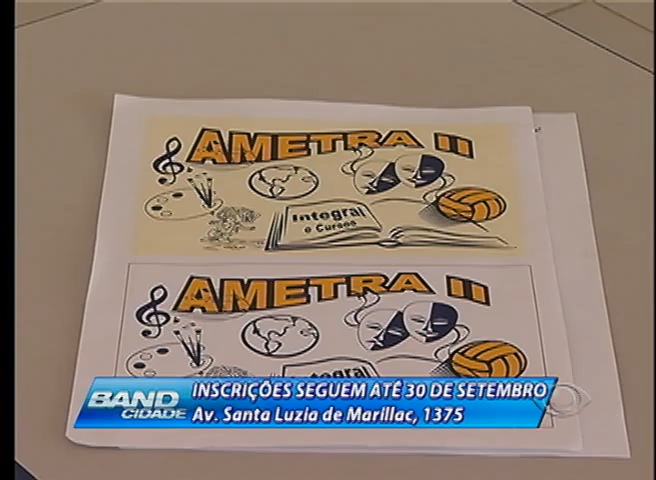 AMETRA II
Integral
e Cursos
AMETRA II
Integral
BAND
CIDADE
INSCRIÇÕES SEGUEM ATÉ 30 DE SETEMBRO
Av. Santa Luzia de Marillac, 1375